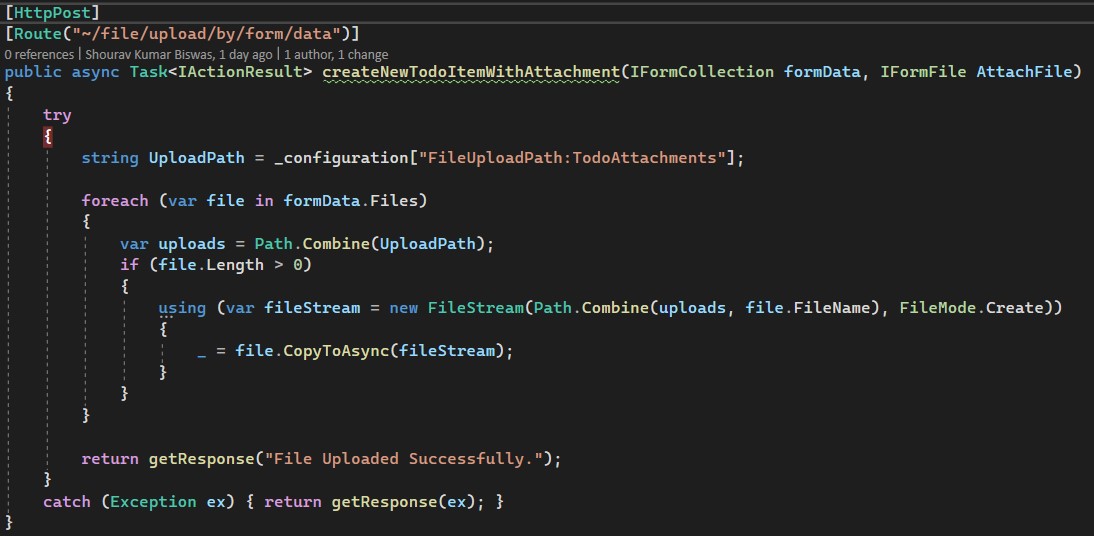 [HttpPost]
[Route("~/file/upload/by/form/data")]
0 references | Shourav Kumar Biswas, 1 day ago | 1 author, 1 change
public async Task<IActionResult> createNewTodoItemWithAttachment(IFormCollection formData, IFormFile AttachFile)
{
    try
    {
        string UploadPath = _configuration["FileUploadPath:TodoAttachments"];

        foreach (var file in formData.Files)
        {
            var uploads = Path.Combine(UploadPath);
            if (file.Length > 0)
            {
                using (var fileStream = new FileStream(Path.Combine(uploads, file.FileName), FileMode.Create))
                {
                    _ = file.CopyToAsync(fileStream);
                }
            }
        }

        return getResponse("File Uploaded Successfully.");
    }
    catch (Exception ex) { return getResponse(ex); }
}